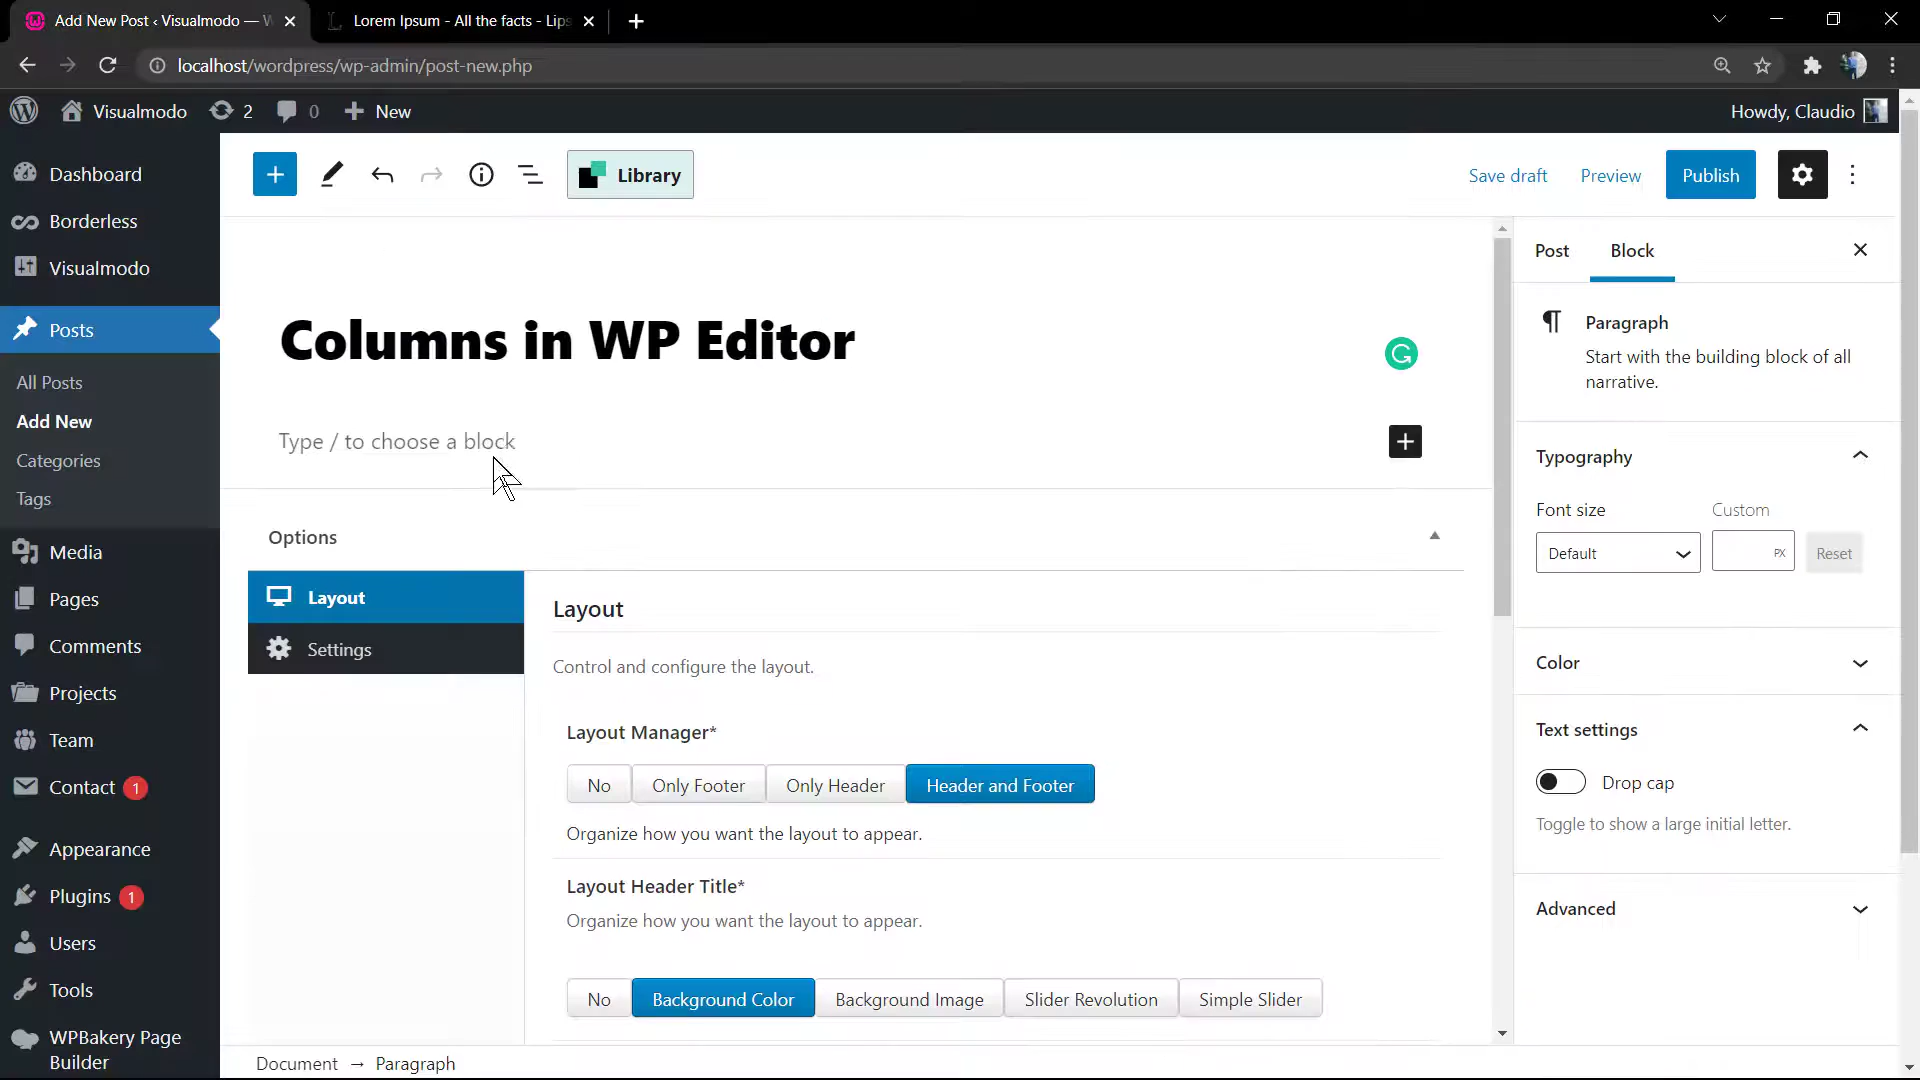 Add New Post ‹ Visualmodo — W
Lorem Ipsum - All the facts - Lips
localhost/wordpress/wp-admin/post-new.php
Visualmodo
2
0
New
Howdy, Claudio
Dashboard
Borderless
Visualmodo
Posts
All Posts
Add New
Categories
Tags
Media
Pages
Comments
Projects
Team
Contact 1
Appearance
Plugins 1
Users
Tools
WPBakery Page
Builder
Library
Save draft
Preview
Publish
Columns in WP Editor
Type / to choose a block
Options
Layout
Settings
Layout
Control and configure the layout.
Layout Manager*
No
Only Footer
Only Header
Header and Footer
Organize how you want the layout to appear.
Layout Header Title*
Organize how you want the layout to appear.
No
Background Color
Background Image
Slider Revolution
Simple Slider
Document → Paragraph
Post
Block
Paragraph
Start with the building block of all
narrative.
Typography
Font size
Custom
Default
PX
Reset
Color
Text settings
Drop cap
Toggle to show a large initial letter.
Advanced